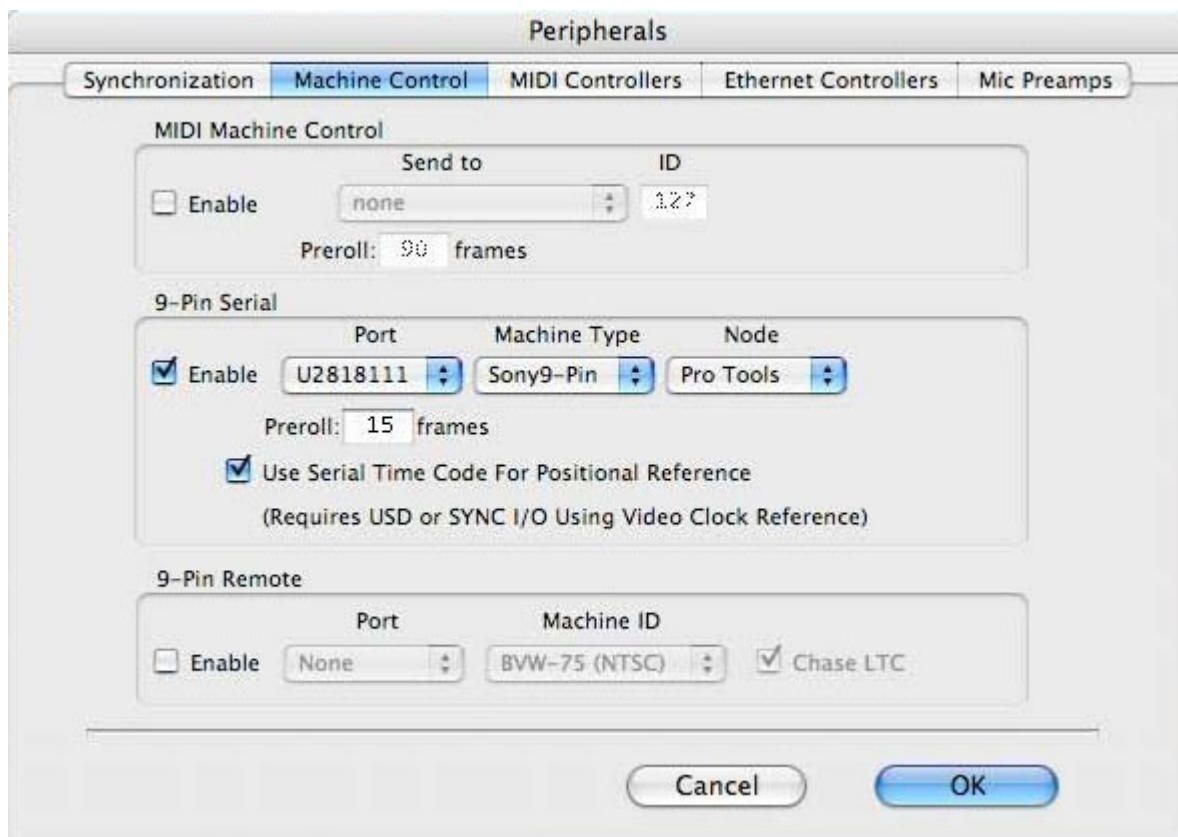 Peripherals
Synchronization Machine Control MIDI Controllers Ethernet Controllers Mic Preamps
MIDI Machine Control
Send to ID
Enable none 127
Preroll: 90 frames
9-Pin Serial
Port Machine Type Node
Enable U2818111 Sony9-Pin Pro Tools
Preroll: 15 frames
Use Serial Time Code For Positional Reference
(Requires USD or SYNC I/O Using Video Clock Reference)
9-Pin Remote
Port Machine ID
Enable None BVW-75 (NTSC) Chase LTC
Cancel OK